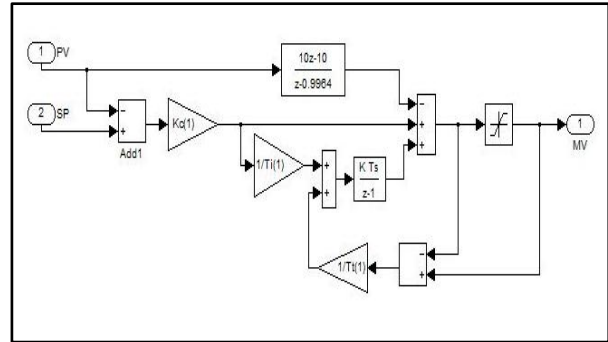 1
PV
10z-10
z-0.9964
2
SP
Add1
Kc(1)
1/Ti(1)
K Ts
z-1
1
MV
1/Tt(1)